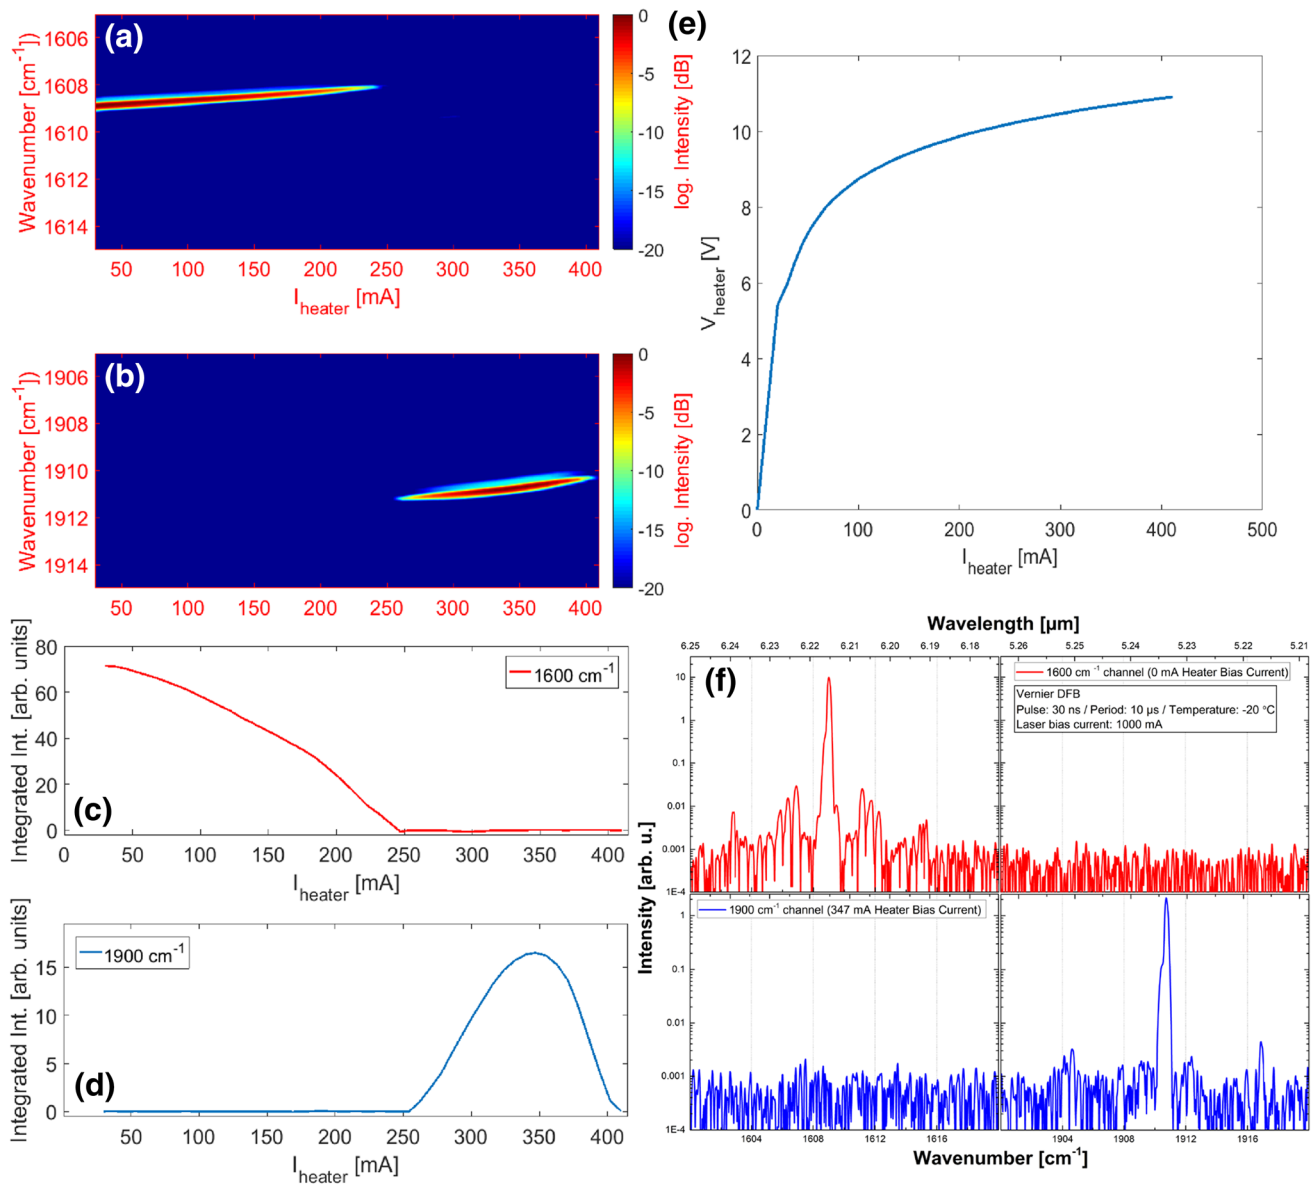 (a)
Wavenumber [cm-1])
1606
1608
1610
1612
1614
50 100 150 200 250 300 350 400
Iheater [mA]
0
-5
-10
-15
-20
log. Intensity [dB]
(b)
Wavenumber [cm-1])
1906
1908
1910
1912
1914
50 100 150 200 250 300 350 400
0
-5
-10
-15
-20
log. Intensity [dB]
(c)
Integrated Int. [arb. units]
80
60
40
20
0
1600 cm-1
0 50 100 150 200 250 300 350 400
Iheater [mA]
(d)
Integrated Int. [arb. units]
15
10
5
0
1900 cm-1
50 100 150 200 250 300 350 400
Iheater [mA]
(e)
Vheater [V]
12
10
8
6
4
2
0
0 100 200 300 400 500
Iheater [mA]
Wavelength [µm]
6.25 6.24 6.23 6.22 6.21 6.20 6.19 6.18 5.26 5.25 5.24 5.23 5.22 5.21
(f)
1600 cm-1 channel (0 mA Heater Bias Current)
Vernier DFB
Pulse: 30 ns / Period: 10 µs / Temperature: -20 °C
Laser bias current: 1000 mA
10
1
0.1
0.01
0.001
1E-4
Intensity [arb. u.]
1900 cm-1 channel (347 mA Heater Bias Current)
1
0.1
0.01
0.001
1E-4
1604 1608 1612 1616 1904 1908 1912 1916
Wavenumber [cm-1]